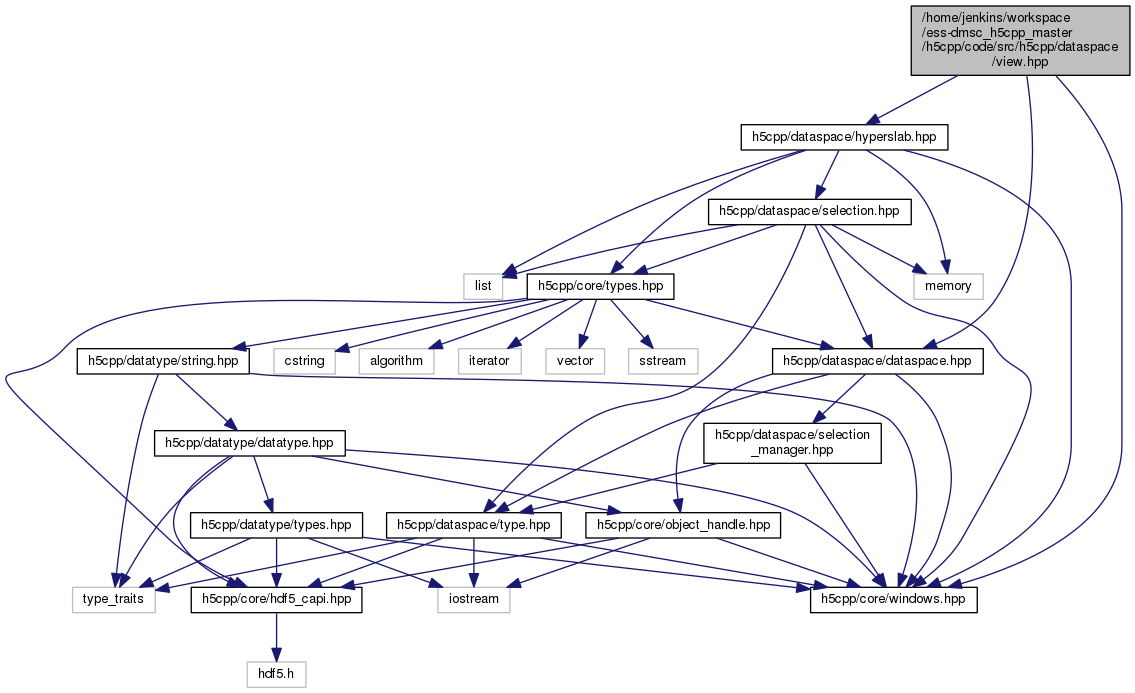 /home/jenkins/workspace
/ess-dmsc_h5cpp_master
/h5cpp/code/src/h5cpp/dataspace
/view.hpp
h5cpp/dataspace/hyperslab.hpp
h5cpp/dataspace/selection.hpp
list
h5cpp/core/types.hpp
memory
h5cpp/datatype/string.hpp
cstring
algorithm
iterator
vector
sstream
h5cpp/dataspace/dataspace.hpp
h5cpp/datatype/datatype.hpp
h5cpp/dataspace/selection
_manager.hpp
h5cpp/datatype/types.hpp
h5cpp/dataspace/type.hpp
h5cpp/core/object_handle.hpp
type_traits
h5cpp/core/hdf5_capi.hpp
iostream
h5cpp/core/windows.hpp
hdf5.h